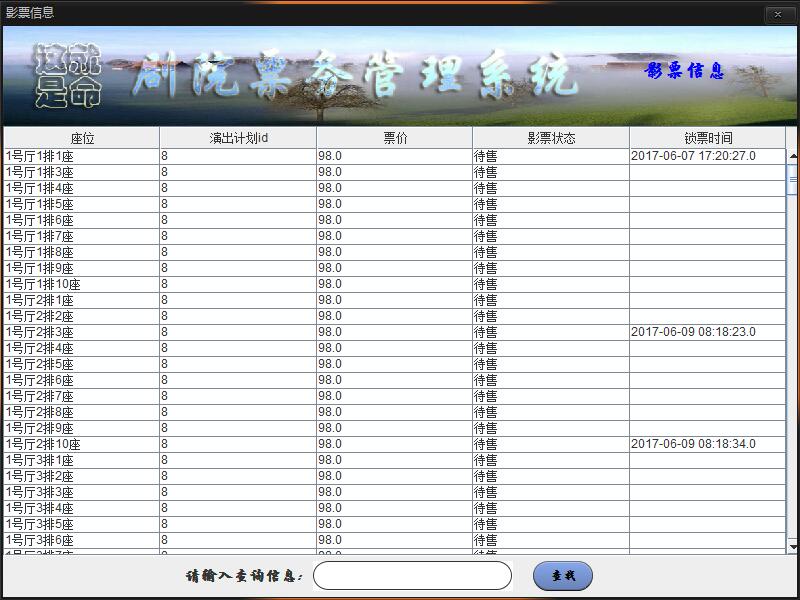 影票信息
这就
是命
剧院票务管理系统
影票信息
座位 演出计划id 票价 影票状态 锁票时间
1号厅1排1座 8 98.0 待售 2017-06-07 17:20:27.0
1号厅1排3座 8 98.0 待售
1号厅1排4座 8 98.0 待售
1号厅1排5座 8 98.0 待售
1号厅1排6座 8 98.0 待售
1号厅1排7座 8 98.0 待售
1号厅1排8座 8 98.0 待售
1号厅1排9座 8 98.0 待售
1号厅1排10座 8 98.0 待售
1号厅2排1座 8 98.0 待售
1号厅2排2座 8 98.0 待售
1号厅2排3座 8 98.0 待售 2017-06-09 08:18:23.0
1号厅2排4座 8 98.0 待售
1号厅2排5座 8 98.0 待售
1号厅2排6座 8 98.0 待售
1号厅2排7座 8 98.0 待售
1号厅2排8座 8 98.0 待售
1号厅2排9座 8 98.0 待售
1号厅2排10座 8 98.0 待售 2017-06-09 08:18:34.0
1号厅3排1座 8 98.0 待售
1号厅3排2座 8 98.0 待售
1号厅3排3座 8 98.0 待售
1号厅3排4座 8 98.0 待售
1号厅3排5座 8 98.0 待售
1号厅3排6座 8 98.0 待售
请输入查询信息:
查找